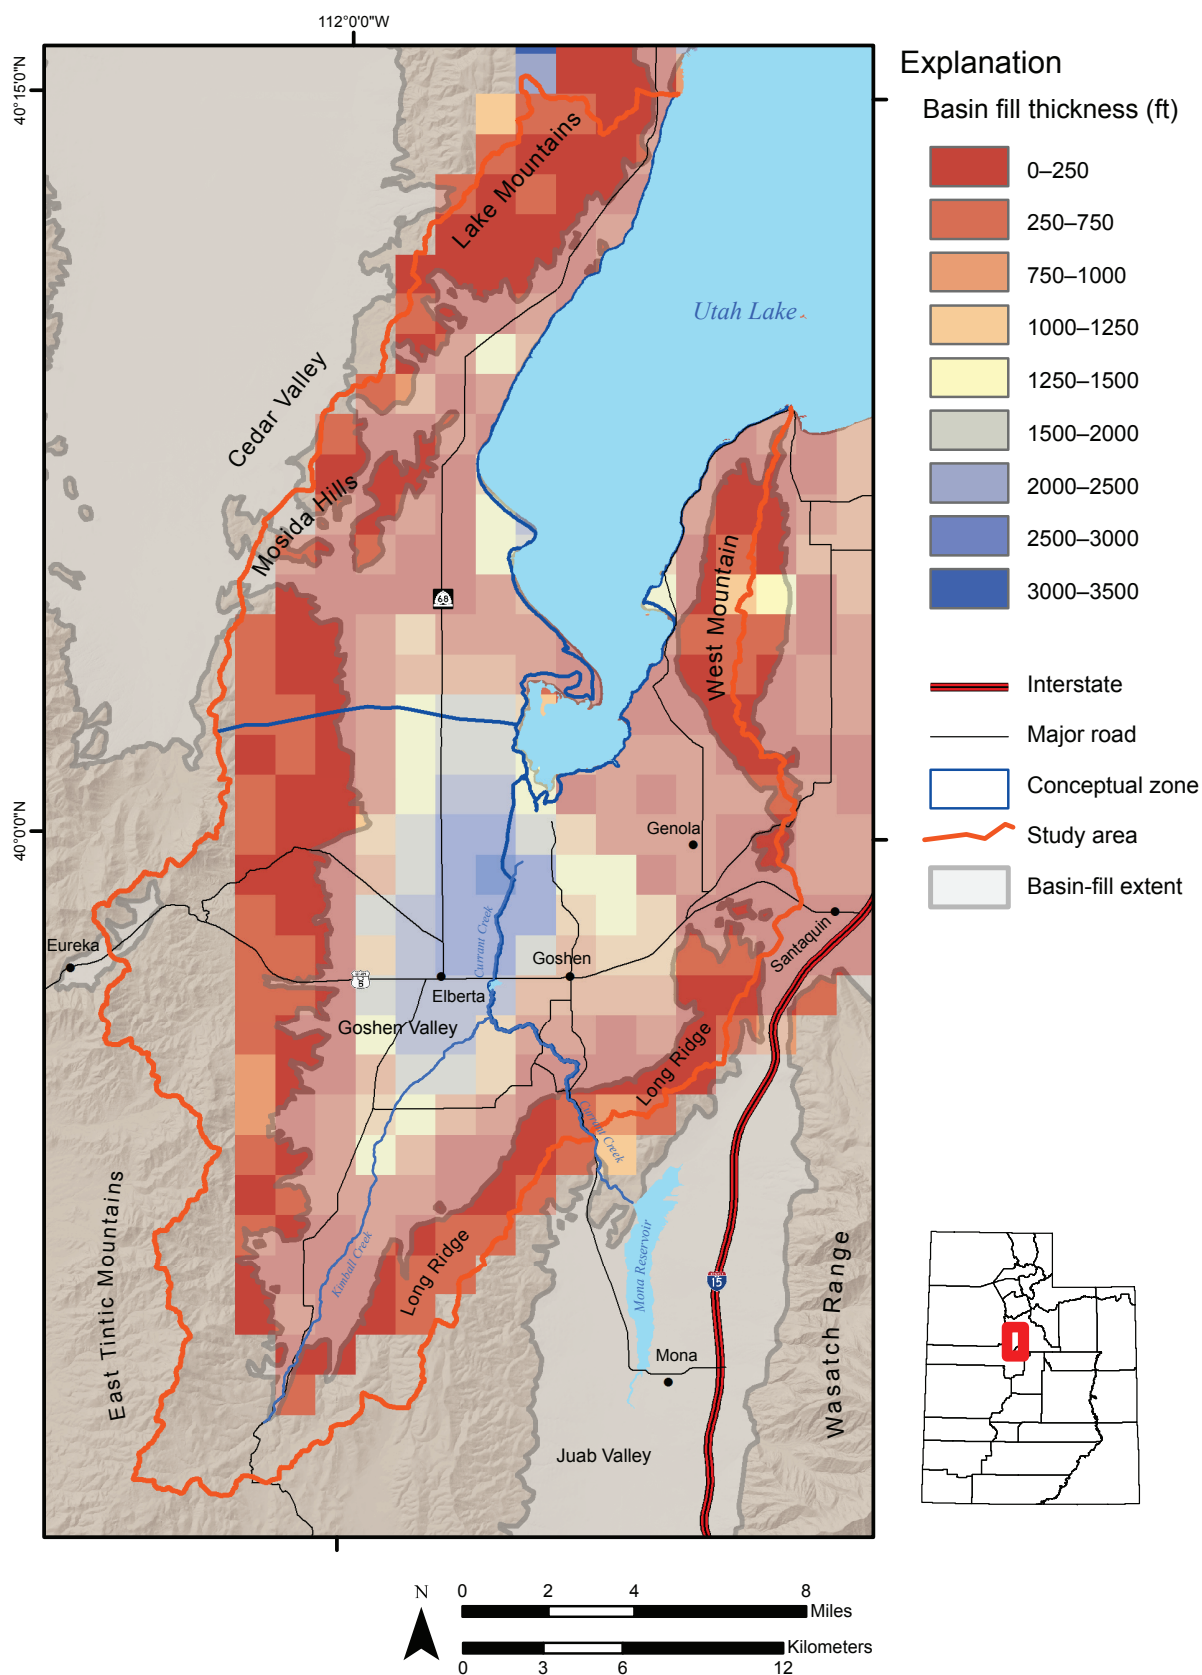 112°0'0"W
40°15'0"N
40°0'0"N
Lake Mountains
Utah Lake
Cedar Valley
Mosida Hills
68
West Mountain
Genola
Eureka
Currant Creek
Goshen
Santaquin
6
Elberta
Goshen Valley
Long Ridge
Currant Creek
East Tintic Mountains
Kimball Creek
Long Ridge
Mona Reservoir
15
Wasatch Range
Mona
Juab Valley
Explanation
Basin fill thickness (ft)
0–250
250–750
750–1000
1000–1250
1250–1500
1500–2000
2000–2500
2500–3000
3000–3500
Interstate
Major road
Conceptual zone
Study area
Basin-fill extent
N
0 2 4 8
Miles
Kilometers
0 3 6 12